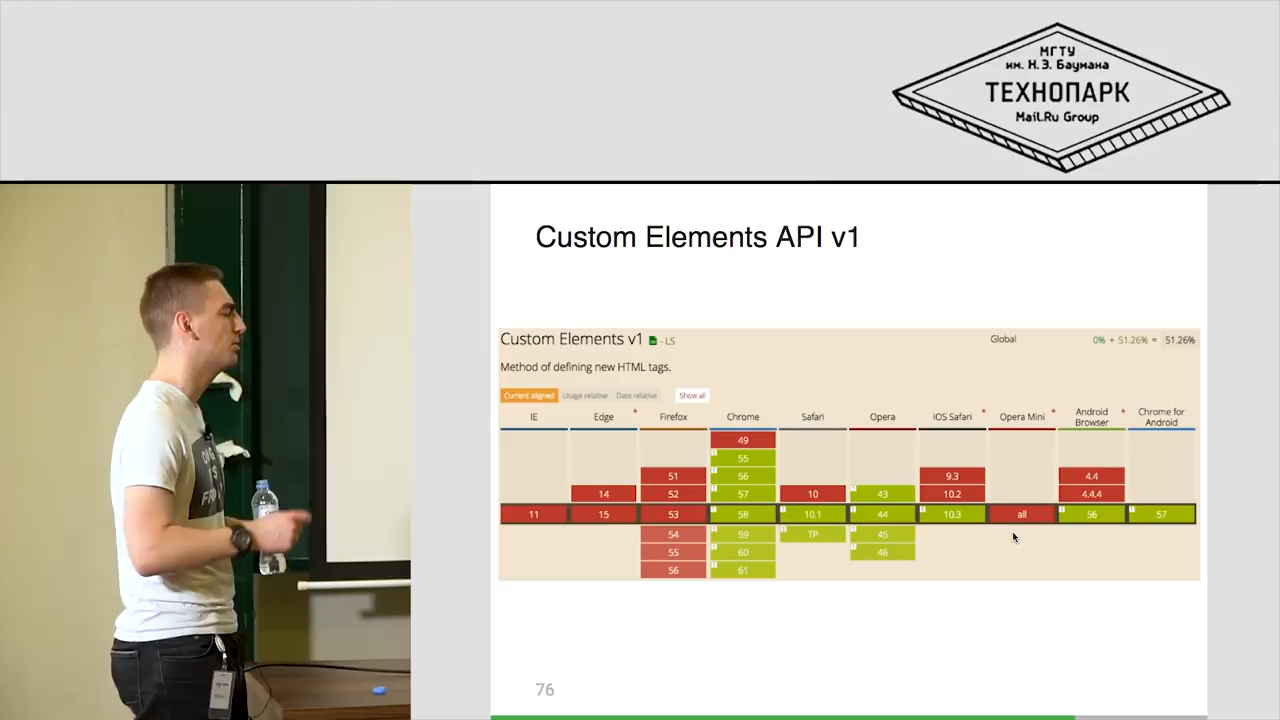 МГТУ
им. Н.Э. Баумана
ТЕХНОПАРК
Mail.Ru Group
Custom Elements API v1
Custom Elements v1 - LS
Global 0% + 51.26% = 51.26%
Method of defining new HTML tags.
Current aligned Usage relative Date relative Show all
IE Edge * Firefox Chrome Safari Opera iOS Safari * Opera Mini * Android Browser * Chrome for Android
49
55
51 56 9.3 4.4
14 52 57 10 43 10.2 4.4.4
11 15 53 58 10.1 44 10.3 all 56 57
54 59 TP 45
55 60 46
56 61
76